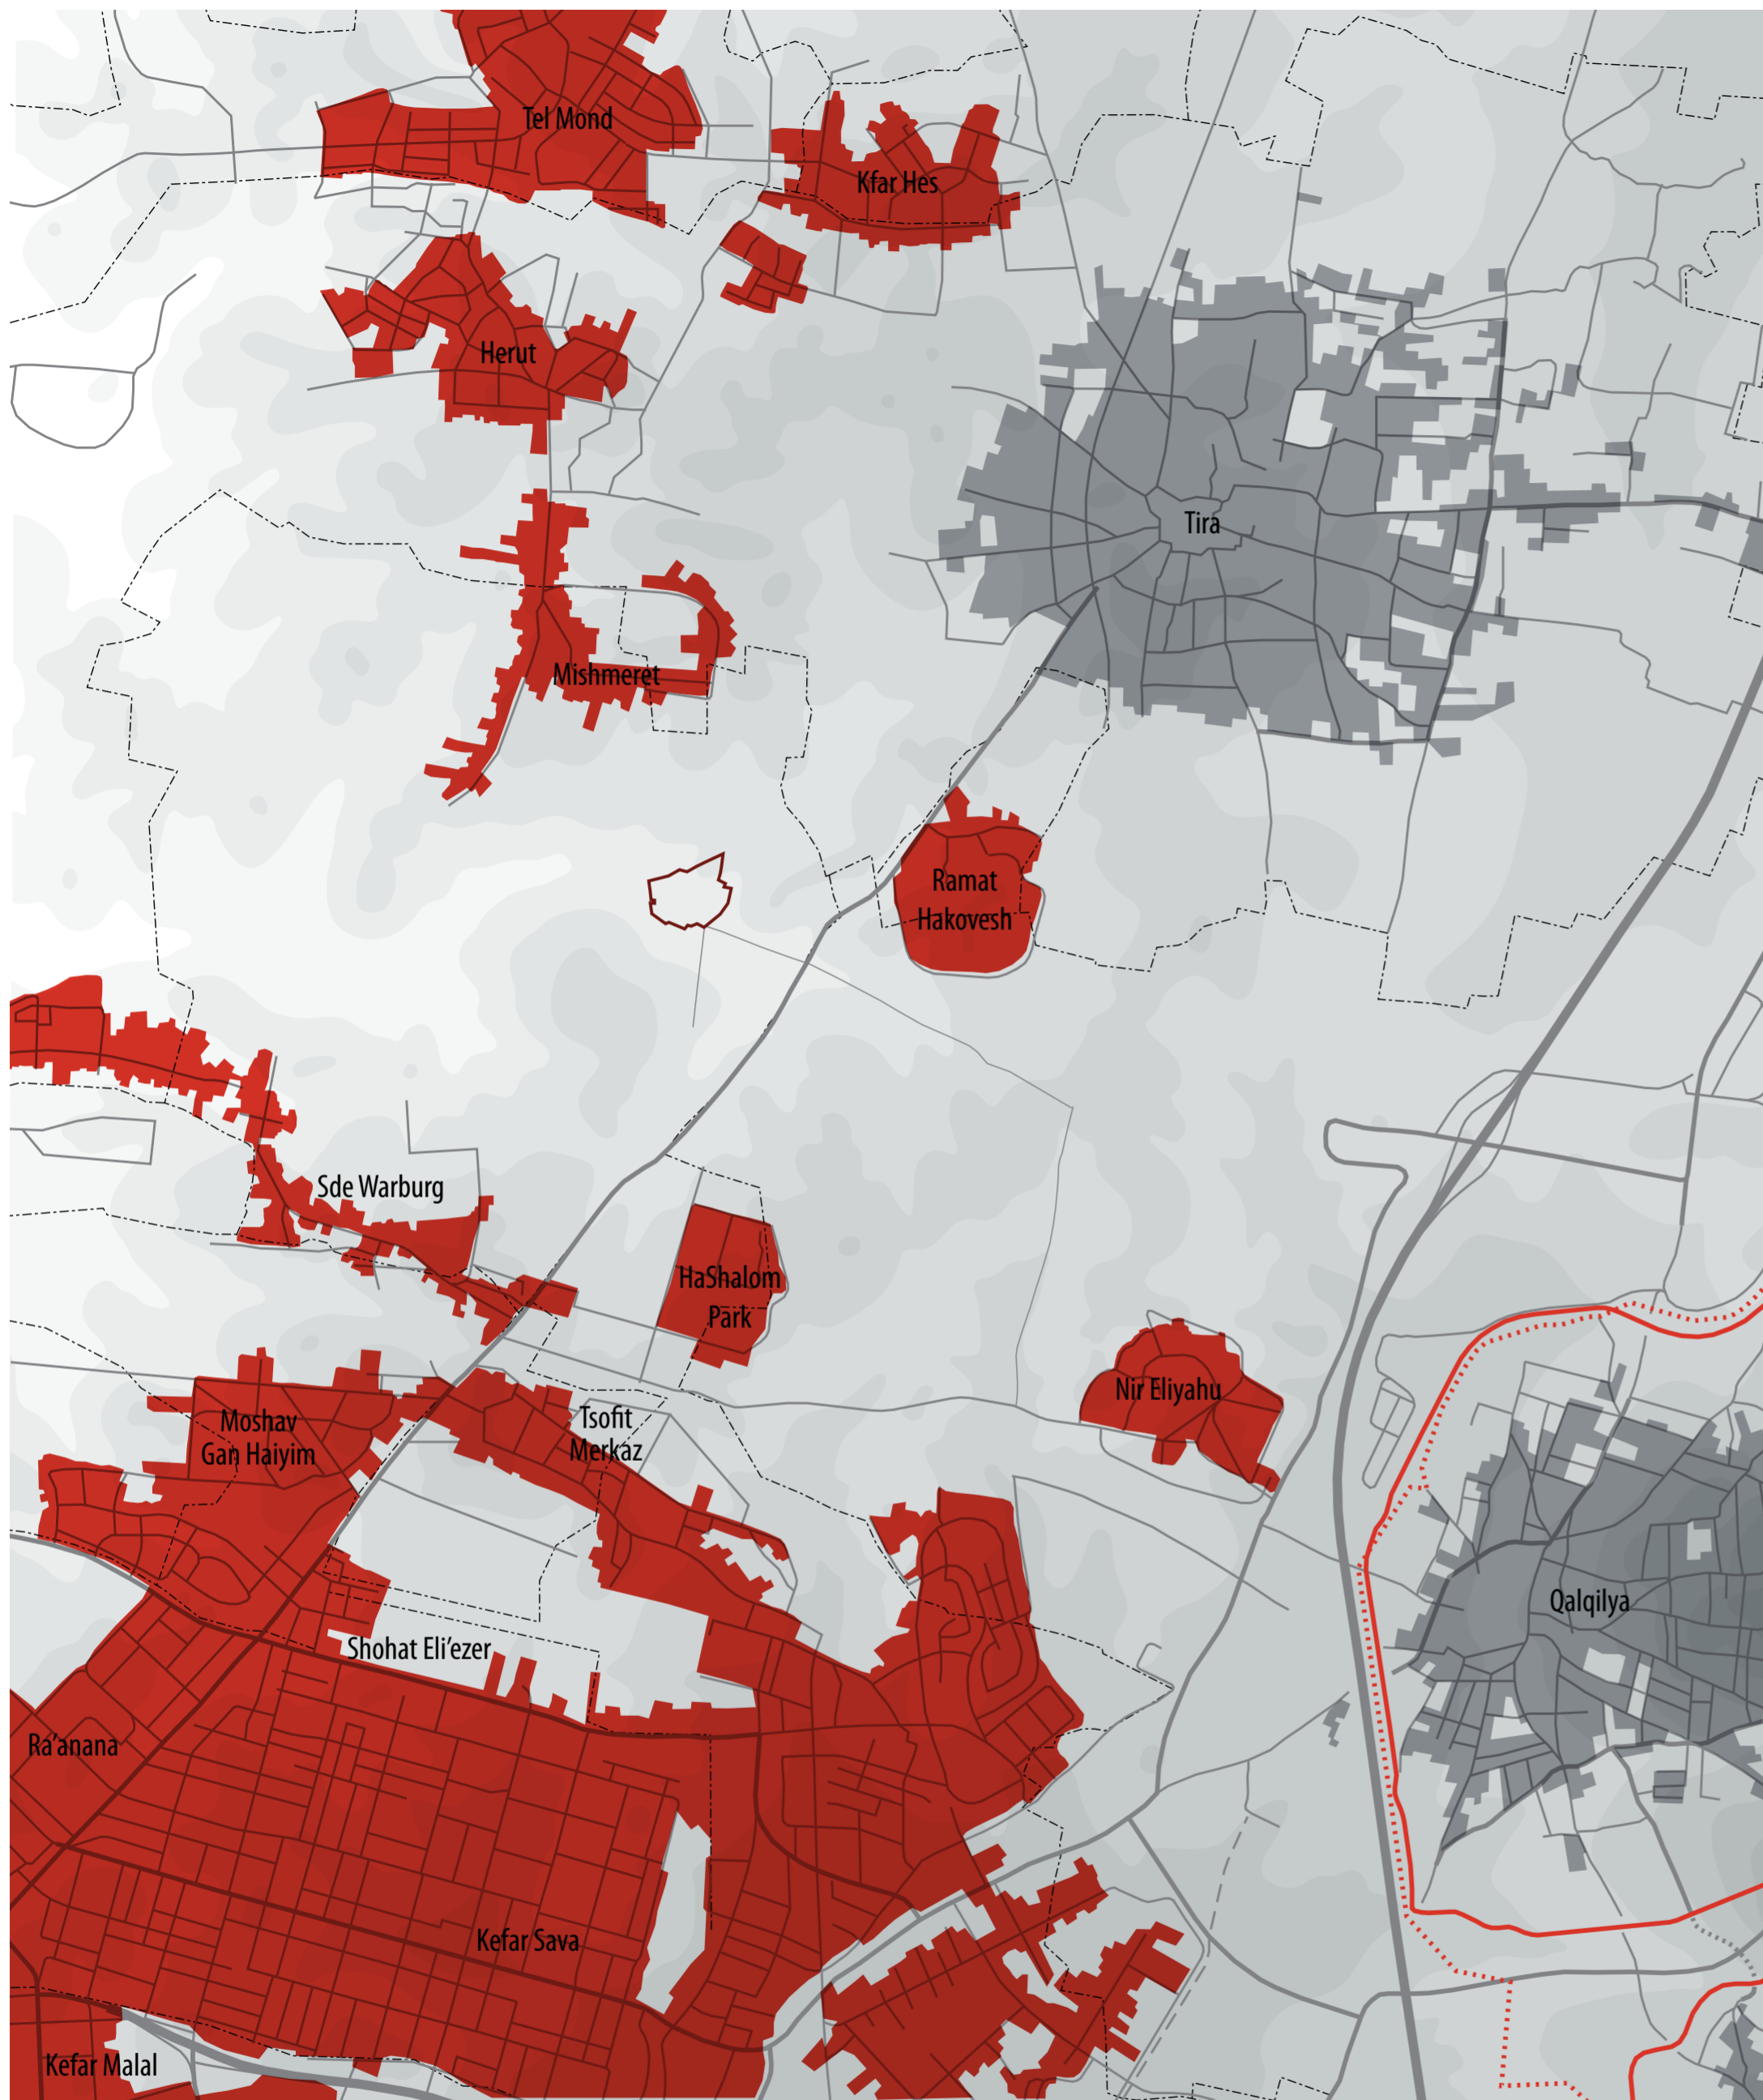 Tel Mond
Kfar Hes
Herut
Tira
Mishmeret
Ramat
Hakovesh
Sde Warburg
HaShalom
Park
Nir Eliyahu
Moshav
Gan Haiyim
Tsofit
Merkaz
Qalqilya
Shohat Eli'ezer
Ra'anana
Kefar Sava
Kefar Malal